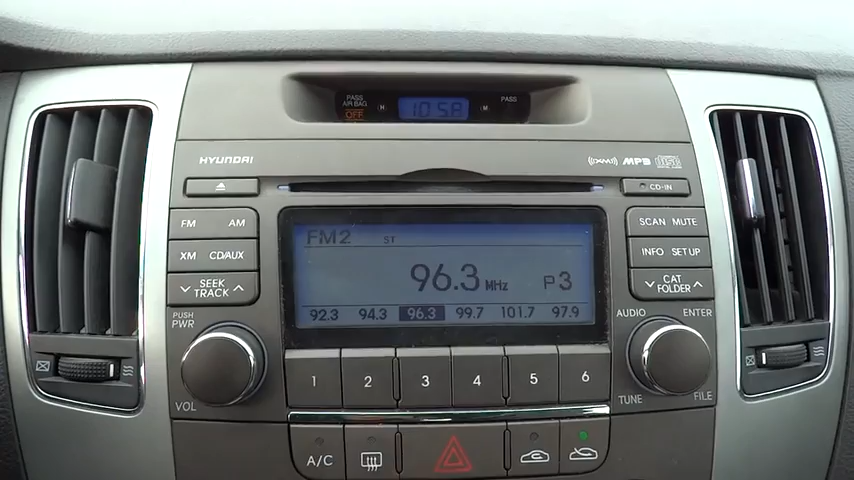 PASS
AIR BAG
OFF
H
10:58
M
PASS
HYUNDAI
((XM)) MP3 disc
CD-IN
FM AM
XM CD/AUX
SEEK
TRACK
PUSH
PWR
VOL
FM2 ST
96.3 MHz P3
92.3 94.3 96.3 99.7 101.7 97.9
SCAN MUTE
INFO SETUP
CAT
FOLDER
AUDIO ENTER
TUNE FILE
1 2 3 4 5 6
A/C